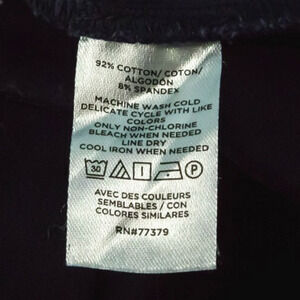 92% COTTON/ COTON/
ALGODÓN
8% SPANDEX
MACHINE WASH COLD
DELICATE CYCLE WITH LIKE
COLORS
ONLY NON-CHLORINE
BLEACH WHEN NEEDED
LINE DRY
COOL IRON WHEN NEEDED
30 P
AVEC DES COULEURS
SEMBLABLES / CON
COLORES SIMILARES
RN#77379